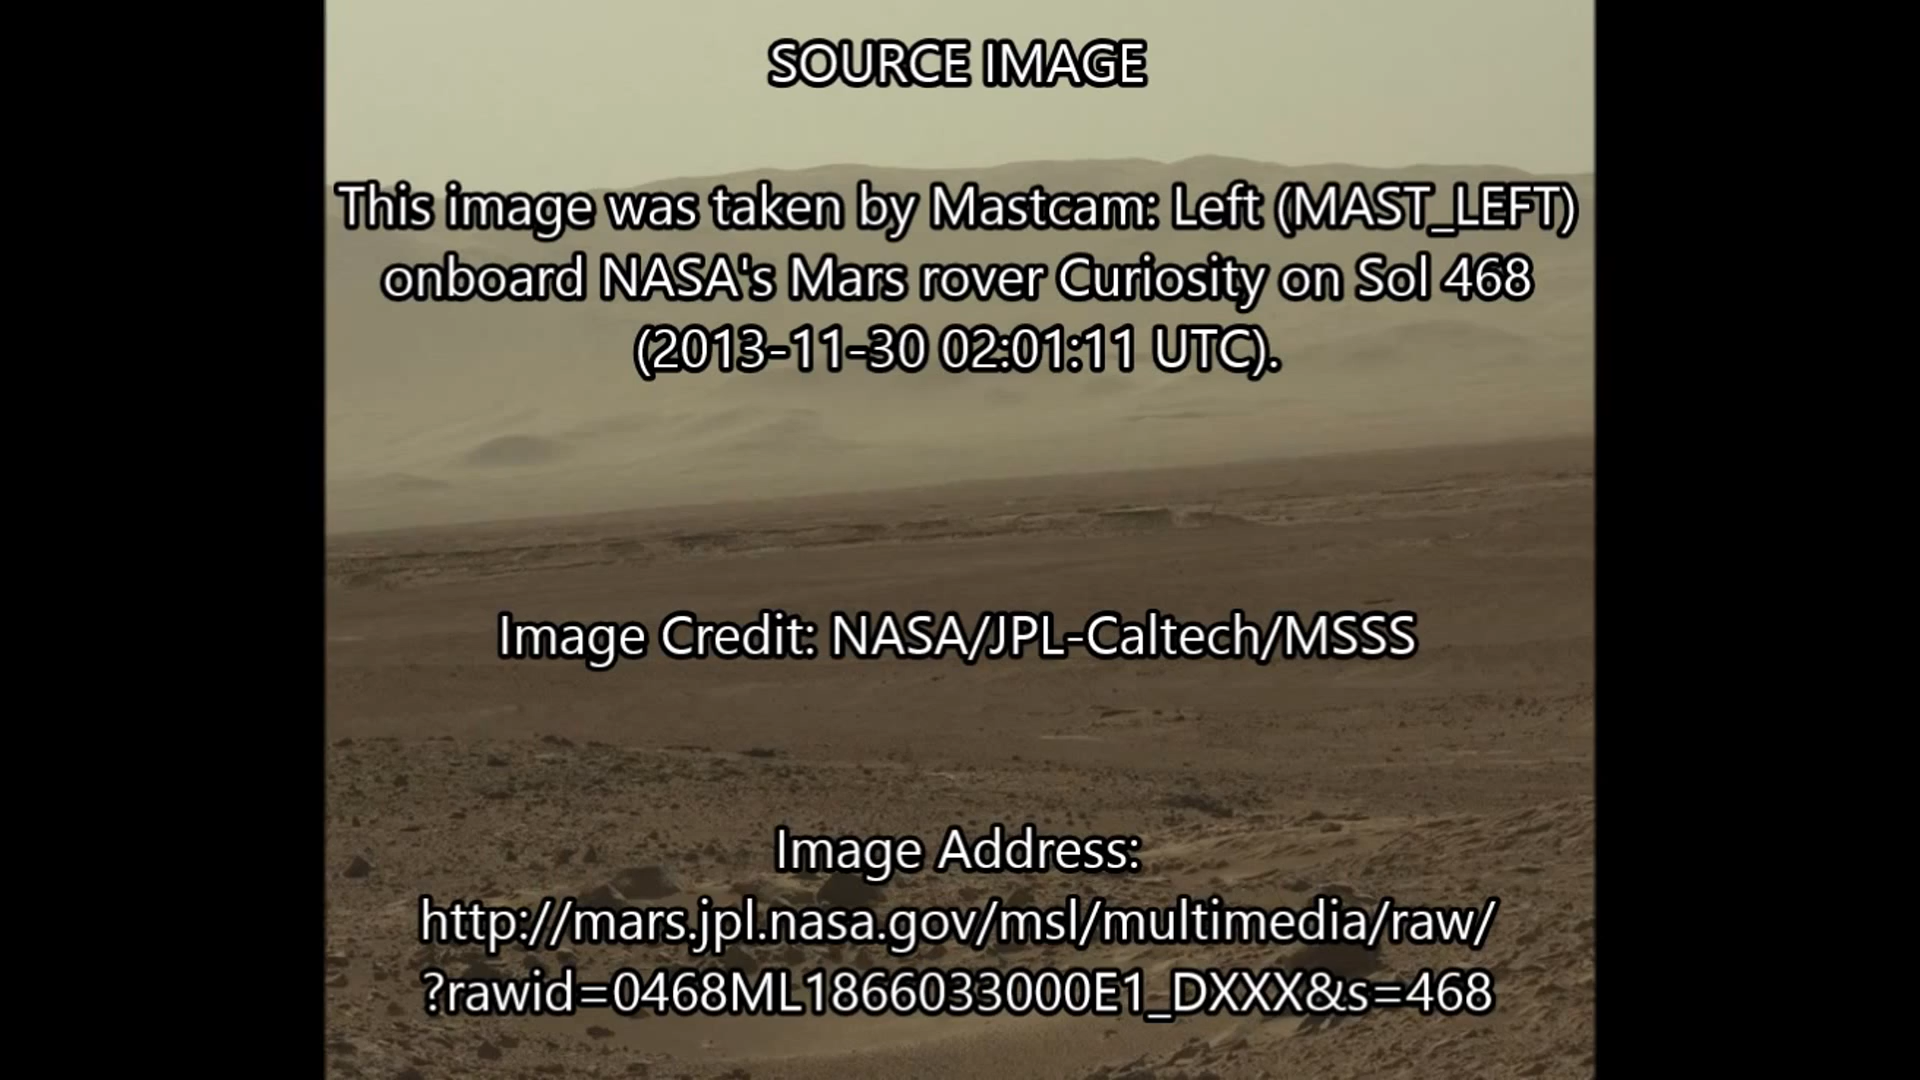 SOURCE IMAGE
This image was taken by Mastcam: Left (MAST_LEFT)
onboard NASA's Mars rover Curiosity on Sol 468
(2013-11-30 02:01:11 UTC).
Image Credit: NASA/JPL-Caltech/MSSS
Image Address:
http://mars.jpl.nasa.gov/msl/multimedia/raw/
?rawid=0468ML1866033000E1_DXXX&s=468